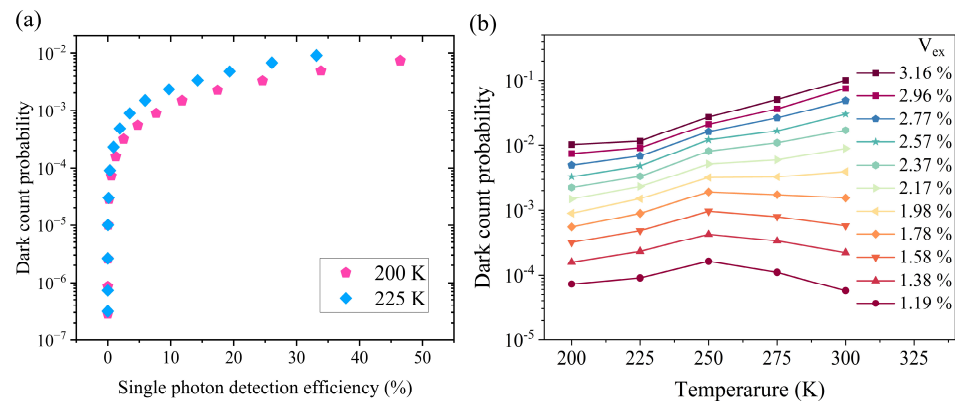 (a)
Dark count probability
10⁻²
10⁻³
10⁻⁴
10⁻⁵
10⁻⁶
10⁻⁷
200 K
225 K
0 10 20 30 40 50
Single photon detection efficiency (%)
(b)
Dark count probability
10⁻¹
10⁻²
10⁻³
10⁻⁴
10⁻⁵
Vex
3.16 %
2.96 %
2.77 %
2.57 %
2.37 %
2.17 %
1.98 %
1.78 %
1.58 %
1.38 %
1.19 %
200 225 250 275 300 325
Temperarure (K)